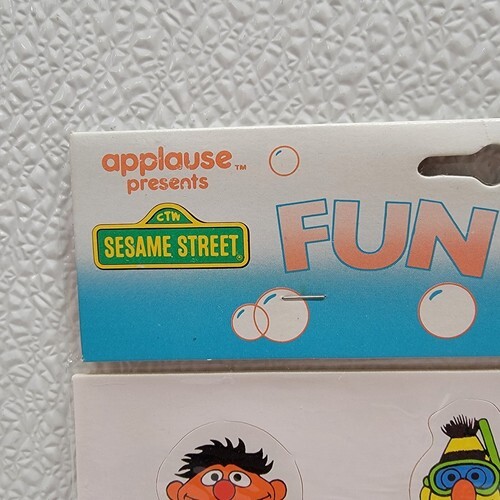 applause™
presents
CTW
SESAME STREET®
FUN